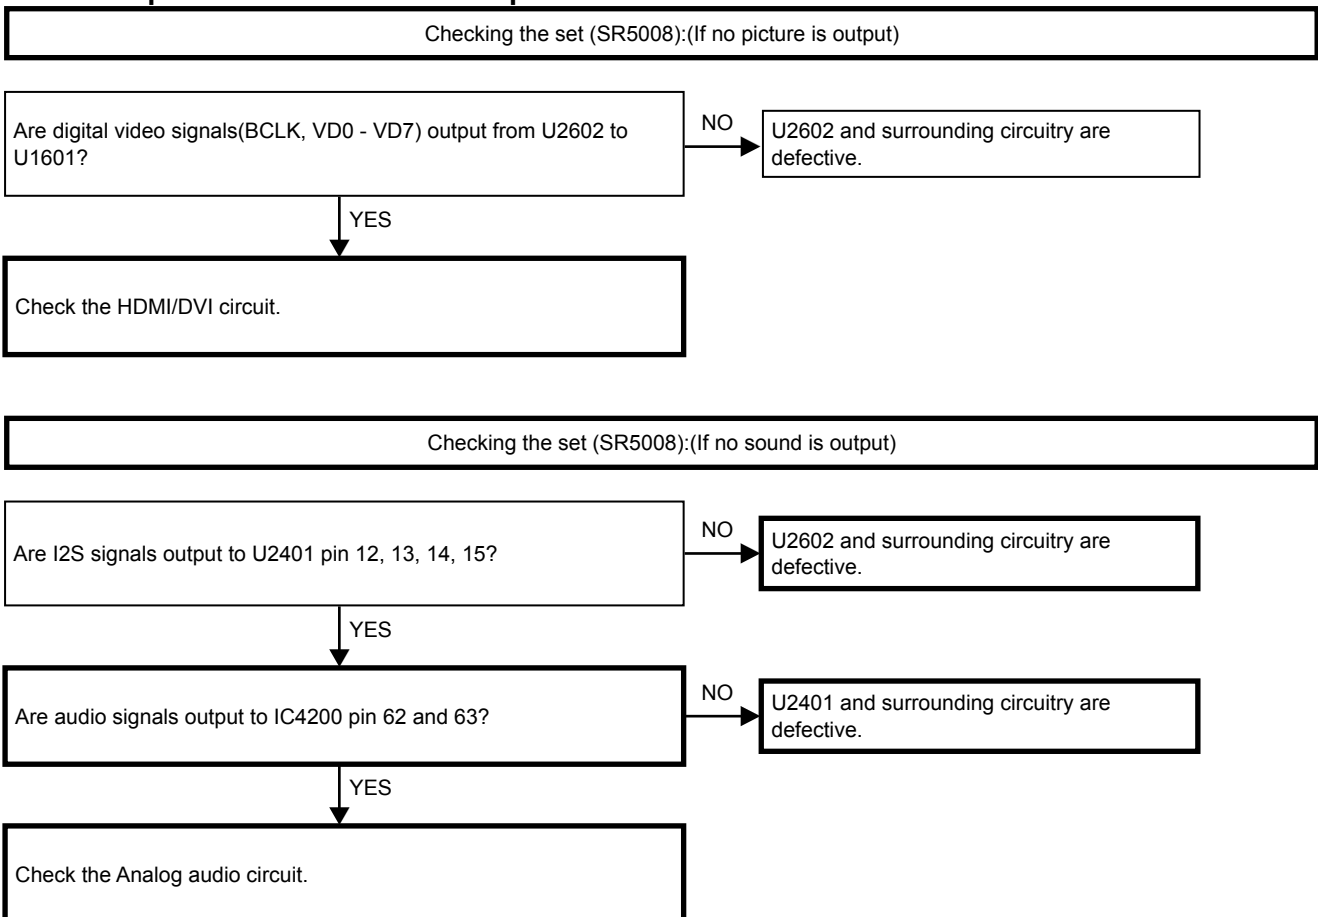 Checking the set (SR5008):(If no picture is output)
Are digital video signals(BCLK, VD0 - VD7) output from U2602 to
U1601?
NO
U2602 and surrounding circuitry are
defective.
YES
Check the HDMI/DVI circuit.
Checking the set (SR5008):(If no sound is output)
Are I2S signals output to U2401 pin 12, 13, 14, 15?
NO
U2602 and surrounding circuitry are
defective.
YES
Are audio signals output to IC4200 pin 62 and 63?
NO
U2401 and surrounding circuitry are
defective.
YES
Check the Analog audio circuit.